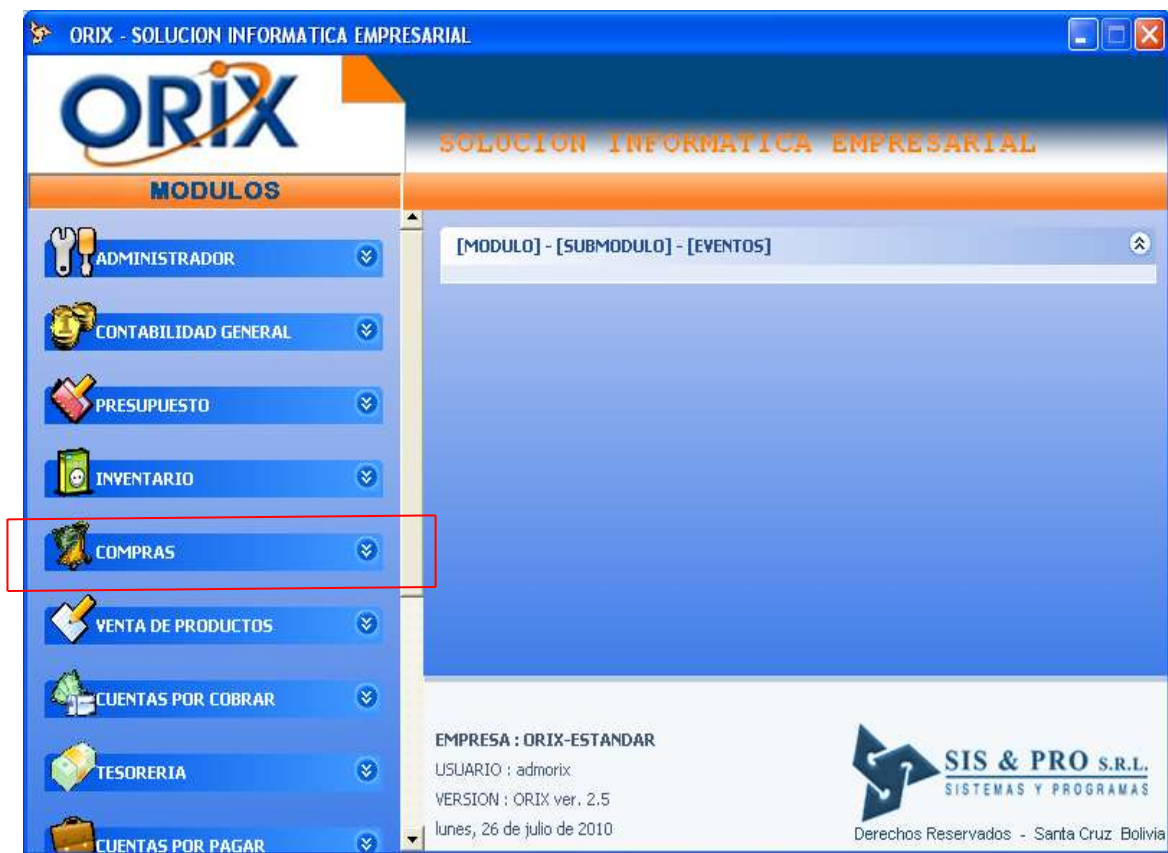 ORIX - SOLUCION INFORMATICA EMPRESARIAL
ORiX
SOLUCION INFORMATICA EMPRESARIAL
MODULOS
[MODULO] - [SUBMODULO] - [EVENTOS]
ADMINISTRADOR
CONTABILIDAD GENERAL
PRESUPUESTO
INVENTARIO
COMPRAS
VENTA DE PRODUCTOS
CUENTAS POR COBRAR
TESORERIA
CUENTAS POR PAGAR
EMPRESA : ORIX-ESTANDAR
USUARIO : admorix
VERSION : ORIX ver. 2.5
lunes, 26 de julio de 2010
SIS & PRO S.R.L.
SISTEMAS Y PROGRAMAS
Derechos Reservados - Santa Cruz Bolivia